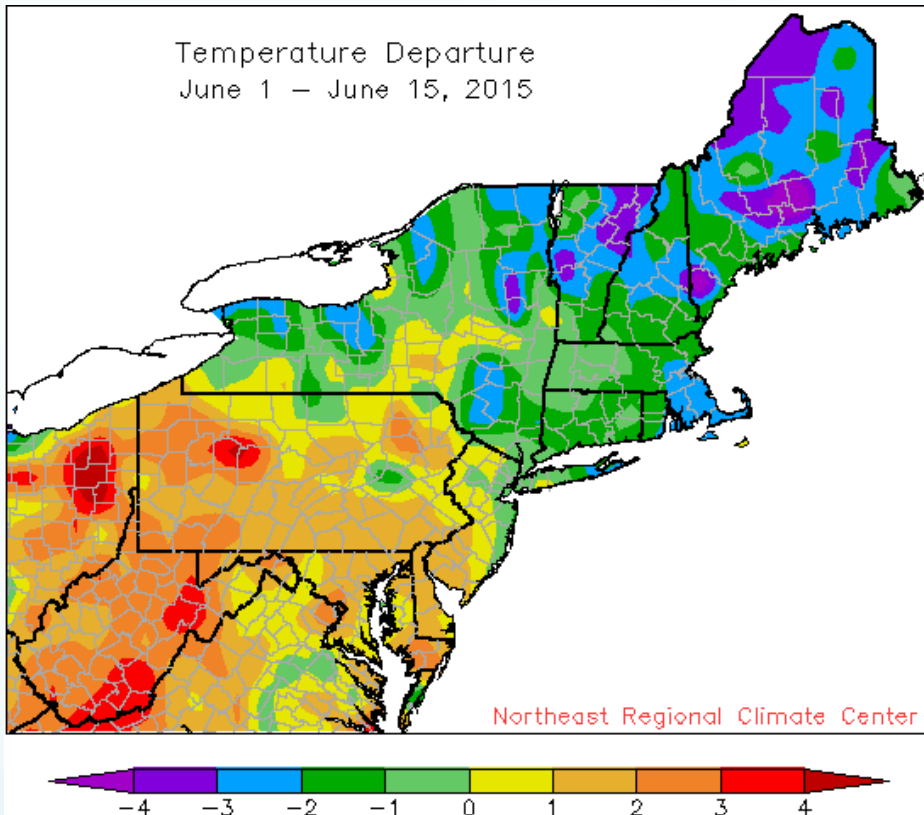 Temperature Departure
June 1 – June 15, 2015
Northeast Regional Climate Center
-4 -3 -2 -1 0 1 2 3 4